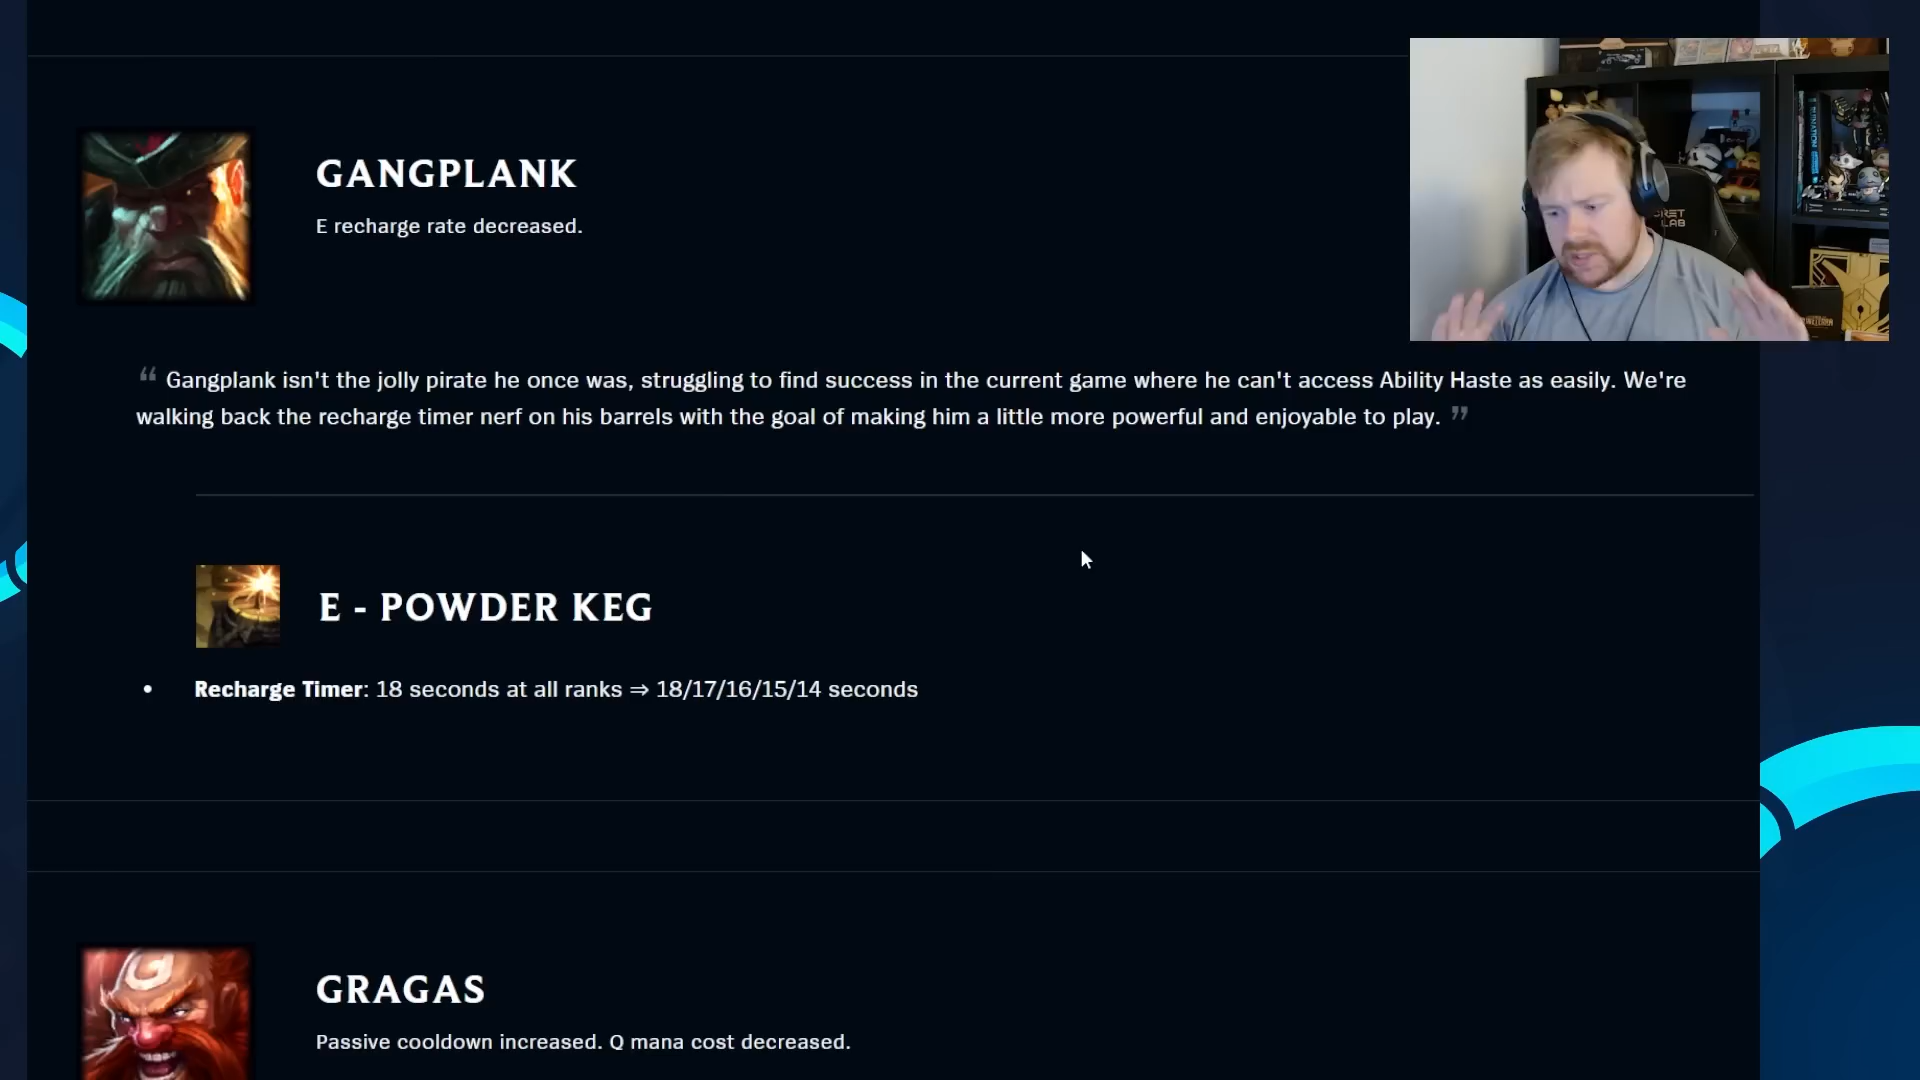 GANGPLANK
E recharge rate decreased.
“ Gangplank isn't the jolly pirate he once was, struggling to find success in the current game where he can't access Ability Haste as easily. We're
walking back the recharge timer nerf on his barrels with the goal of making him a little more powerful and enjoyable to play. ”
E - POWDER KEG
• Recharge Timer: 18 seconds at all ranks ⇒ 18/17/16/15/14 seconds
GRAGAS
Passive cooldown increased. Q mana cost decreased.
LAB